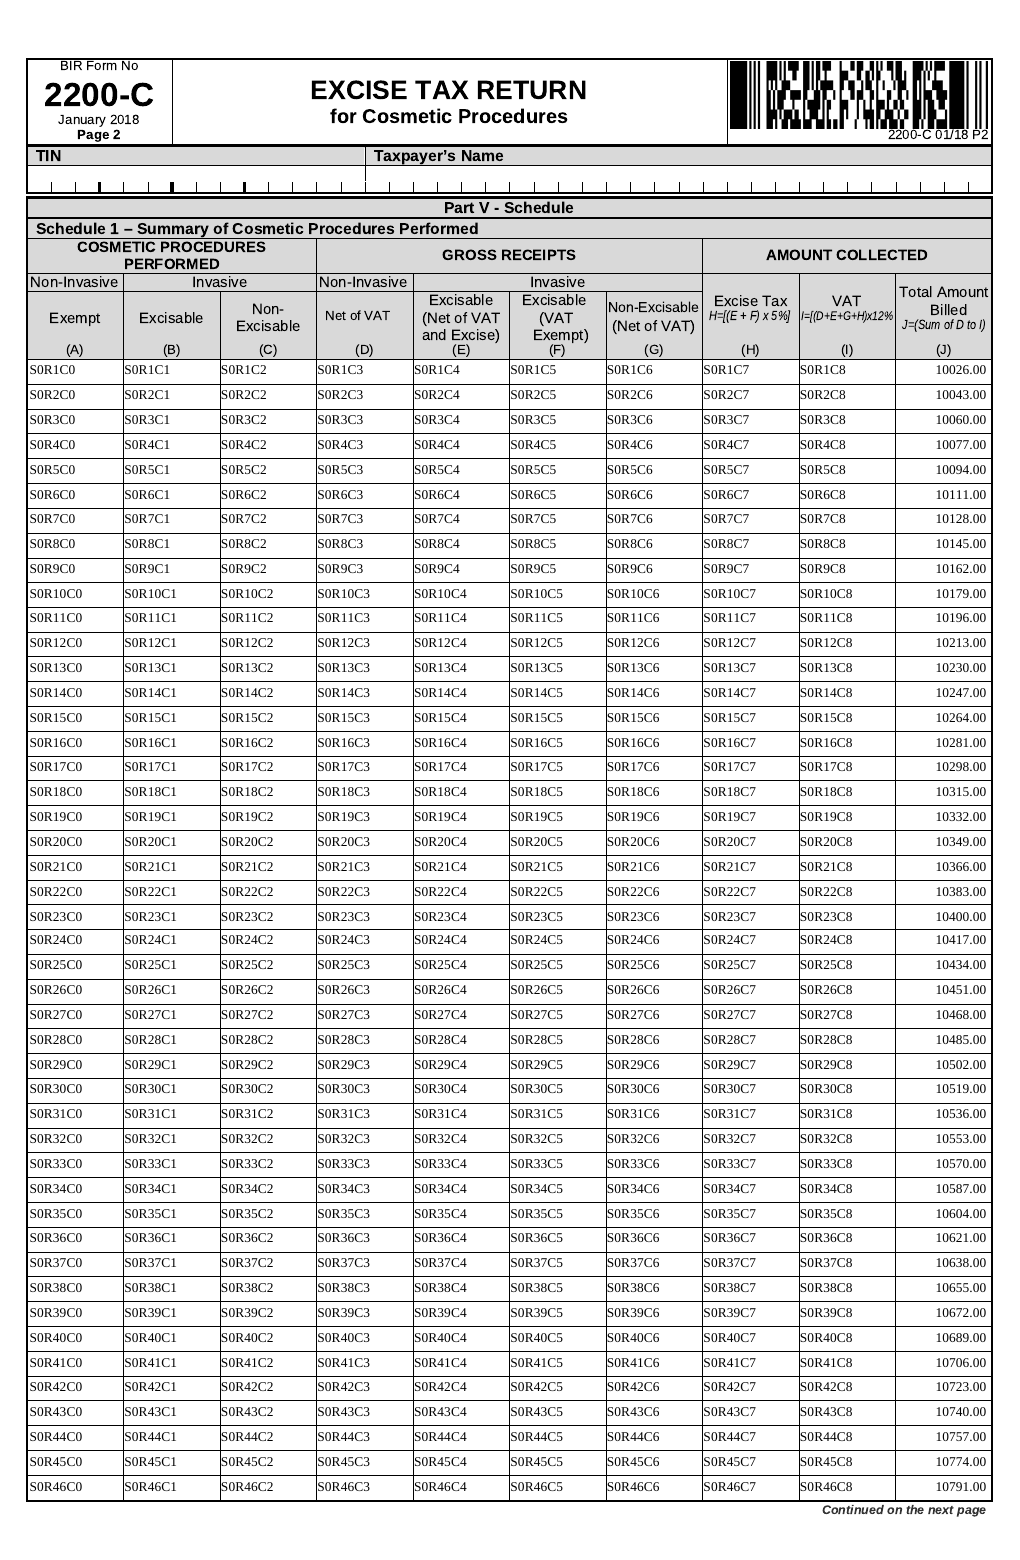 BIR Form No
2200-C
January 2018
Page 2
EXCISE TAX RETURN
for Cosmetic Procedures
2200-C 01/18 P2
TIN Taxpayer’s Name
Part V - Schedule
Schedule 1 – Summary of Cosmetic Procedures Performed
COSMETIC PROCEDURES PERFORMED GROSS RECEIPTS AMOUNT COLLECTED
Non-Invasive Invasive Non-Invasive Invasive
Exempt
(A)
Excisable
(B)
Non-
Excisable
(C)
Net of VAT
(D)
Excisable
(Net of VAT
and Excise)
(E)
Excisable
(VAT
Exempt)
(F)
Non-Excisable
(Net of VAT)
(G)
Excise Tax
H=[(E + F) x 5%]
(H)
VAT
I=[(D+E+G+H)x12%
(I)
Total Amount
Billed
J=(Sum of D to I)
(J)
S0R1C0 S0R1C1 S0R1C2 S0R1C3 S0R1C4 S0R1C5 S0R1C6 S0R1C7 S0R1C8 10026.00
S0R2C0 S0R2C1 S0R2C2 S0R2C3 S0R2C4 S0R2C5 S0R2C6 S0R2C7 S0R2C8 10043.00
S0R3C0 S0R3C1 S0R3C2 S0R3C3 S0R3C4 S0R3C5 S0R3C6 S0R3C7 S0R3C8 10060.00
S0R4C0 S0R4C1 S0R4C2 S0R4C3 S0R4C4 S0R4C5 S0R4C6 S0R4C7 S0R4C8 10077.00
S0R5C0 S0R5C1 S0R5C2 S0R5C3 S0R5C4 S0R5C5 S0R5C6 S0R5C7 S0R5C8 10094.00
S0R6C0 S0R6C1 S0R6C2 S0R6C3 S0R6C4 S0R6C5 S0R6C6 S0R6C7 S0R6C8 10111.00
S0R7C0 S0R7C1 S0R7C2 S0R7C3 S0R7C4 S0R7C5 S0R7C6 S0R7C7 S0R7C8 10128.00
S0R8C0 S0R8C1 S0R8C2 S0R8C3 S0R8C4 S0R8C5 S0R8C6 S0R8C7 S0R8C8 10145.00
S0R9C0 S0R9C1 S0R9C2 S0R9C3 S0R9C4 S0R9C5 S0R9C6 S0R9C7 S0R9C8 10162.00
S0R10C0 S0R10C1 S0R10C2 S0R10C3 S0R10C4 S0R10C5 S0R10C6 S0R10C7 S0R10C8 10179.00
S0R11C0 S0R11C1 S0R11C2 S0R11C3 S0R11C4 S0R11C5 S0R11C6 S0R11C7 S0R11C8 10196.00
S0R12C0 S0R12C1 S0R12C2 S0R12C3 S0R12C4 S0R12C5 S0R12C6 S0R12C7 S0R12C8 10213.00
S0R13C0 S0R13C1 S0R13C2 S0R13C3 S0R13C4 S0R13C5 S0R13C6 S0R13C7 S0R13C8 10230.00
S0R14C0 S0R14C1 S0R14C2 S0R14C3 S0R14C4 S0R14C5 S0R14C6 S0R14C7 S0R14C8 10247.00
S0R15C0 S0R15C1 S0R15C2 S0R15C3 S0R15C4 S0R15C5 S0R15C6 S0R15C7 S0R15C8 10264.00
S0R16C0 S0R16C1 S0R16C2 S0R16C3 S0R16C4 S0R16C5 S0R16C6 S0R16C7 S0R16C8 10281.00
S0R17C0 S0R17C1 S0R17C2 S0R17C3 S0R17C4 S0R17C5 S0R17C6 S0R17C7 S0R17C8 10298.00
S0R18C0 S0R18C1 S0R18C2 S0R18C3 S0R18C4 S0R18C5 S0R18C6 S0R18C7 S0R18C8 10315.00
S0R19C0 S0R19C1 S0R19C2 S0R19C3 S0R19C4 S0R19C5 S0R19C6 S0R19C7 S0R19C8 10332.00
S0R20C0 S0R20C1 S0R20C2 S0R20C3 S0R20C4 S0R20C5 S0R20C6 S0R20C7 S0R20C8 10349.00
S0R21C0 S0R21C1 S0R21C2 S0R21C3 S0R21C4 S0R21C5 S0R21C6 S0R21C7 S0R21C8 10366.00
S0R22C0 S0R22C1 S0R22C2 S0R22C3 S0R22C4 S0R22C5 S0R22C6 S0R22C7 S0R22C8 10383.00
S0R23C0 S0R23C1 S0R23C2 S0R23C3 S0R23C4 S0R23C5 S0R23C6 S0R23C7 S0R23C8 10400.00
S0R24C0 S0R24C1 S0R24C2 S0R24C3 S0R24C4 S0R24C5 S0R24C6 S0R24C7 S0R24C8 10417.00
S0R25C0 S0R25C1 S0R25C2 S0R25C3 S0R25C4 S0R25C5 S0R25C6 S0R25C7 S0R25C8 10434.00
S0R26C0 S0R26C1 S0R26C2 S0R26C3 S0R26C4 S0R26C5 S0R26C6 S0R26C7 S0R26C8 10451.00
S0R27C0 S0R27C1 S0R27C2 S0R27C3 S0R27C4 S0R27C5 S0R27C6 S0R27C7 S0R27C8 10468.00
S0R28C0 S0R28C1 S0R28C2 S0R28C3 S0R28C4 S0R28C5 S0R28C6 S0R28C7 S0R28C8 10485.00
S0R29C0 S0R29C1 S0R29C2 S0R29C3 S0R29C4 S0R29C5 S0R29C6 S0R29C7 S0R29C8 10502.00
S0R30C0 S0R30C1 S0R30C2 S0R30C3 S0R30C4 S0R30C5 S0R30C6 S0R30C7 S0R30C8 10519.00
S0R31C0 S0R31C1 S0R31C2 S0R31C3 S0R31C4 S0R31C5 S0R31C6 S0R31C7 S0R31C8 10536.00
S0R32C0 S0R32C1 S0R32C2 S0R32C3 S0R32C4 S0R32C5 S0R32C6 S0R32C7 S0R32C8 10553.00
S0R33C0 S0R33C1 S0R33C2 S0R33C3 S0R33C4 S0R33C5 S0R33C6 S0R33C7 S0R33C8 10570.00
S0R34C0 S0R34C1 S0R34C2 S0R34C3 S0R34C4 S0R34C5 S0R34C6 S0R34C7 S0R34C8 10587.00
S0R35C0 S0R35C1 S0R35C2 S0R35C3 S0R35C4 S0R35C5 S0R35C6 S0R35C7 S0R35C8 10604.00
S0R36C0 S0R36C1 S0R36C2 S0R36C3 S0R36C4 S0R36C5 S0R36C6 S0R36C7 S0R36C8 10621.00
S0R37C0 S0R37C1 S0R37C2 S0R37C3 S0R37C4 S0R37C5 S0R37C6 S0R37C7 S0R37C8 10638.00
S0R38C0 S0R38C1 S0R38C2 S0R38C3 S0R38C4 S0R38C5 S0R38C6 S0R38C7 S0R38C8 10655.00
S0R39C0 S0R39C1 S0R39C2 S0R39C3 S0R39C4 S0R39C5 S0R39C6 S0R39C7 S0R39C8 10672.00
S0R40C0 S0R40C1 S0R40C2 S0R40C3 S0R40C4 S0R40C5 S0R40C6 S0R40C7 S0R40C8 10689.00
S0R41C0 S0R41C1 S0R41C2 S0R41C3 S0R41C4 S0R41C5 S0R41C6 S0R41C7 S0R41C8 10706.00
S0R42C0 S0R42C1 S0R42C2 S0R42C3 S0R42C4 S0R42C5 S0R42C6 S0R42C7 S0R42C8 10723.00
S0R43C0 S0R43C1 S0R43C2 S0R43C3 S0R43C4 S0R43C5 S0R43C6 S0R43C7 S0R43C8 10740.00
S0R44C0 S0R44C1 S0R44C2 S0R44C3 S0R44C4 S0R44C5 S0R44C6 S0R44C7 S0R44C8 10757.00
S0R45C0 S0R45C1 S0R45C2 S0R45C3 S0R45C4 S0R45C5 S0R45C6 S0R45C7 S0R45C8 10774.00
S0R46C0 S0R46C1 S0R46C2 S0R46C3 S0R46C4 S0R46C5 S0R46C6 S0R46C7 S0R46C8 10791.00
Continued on the next page